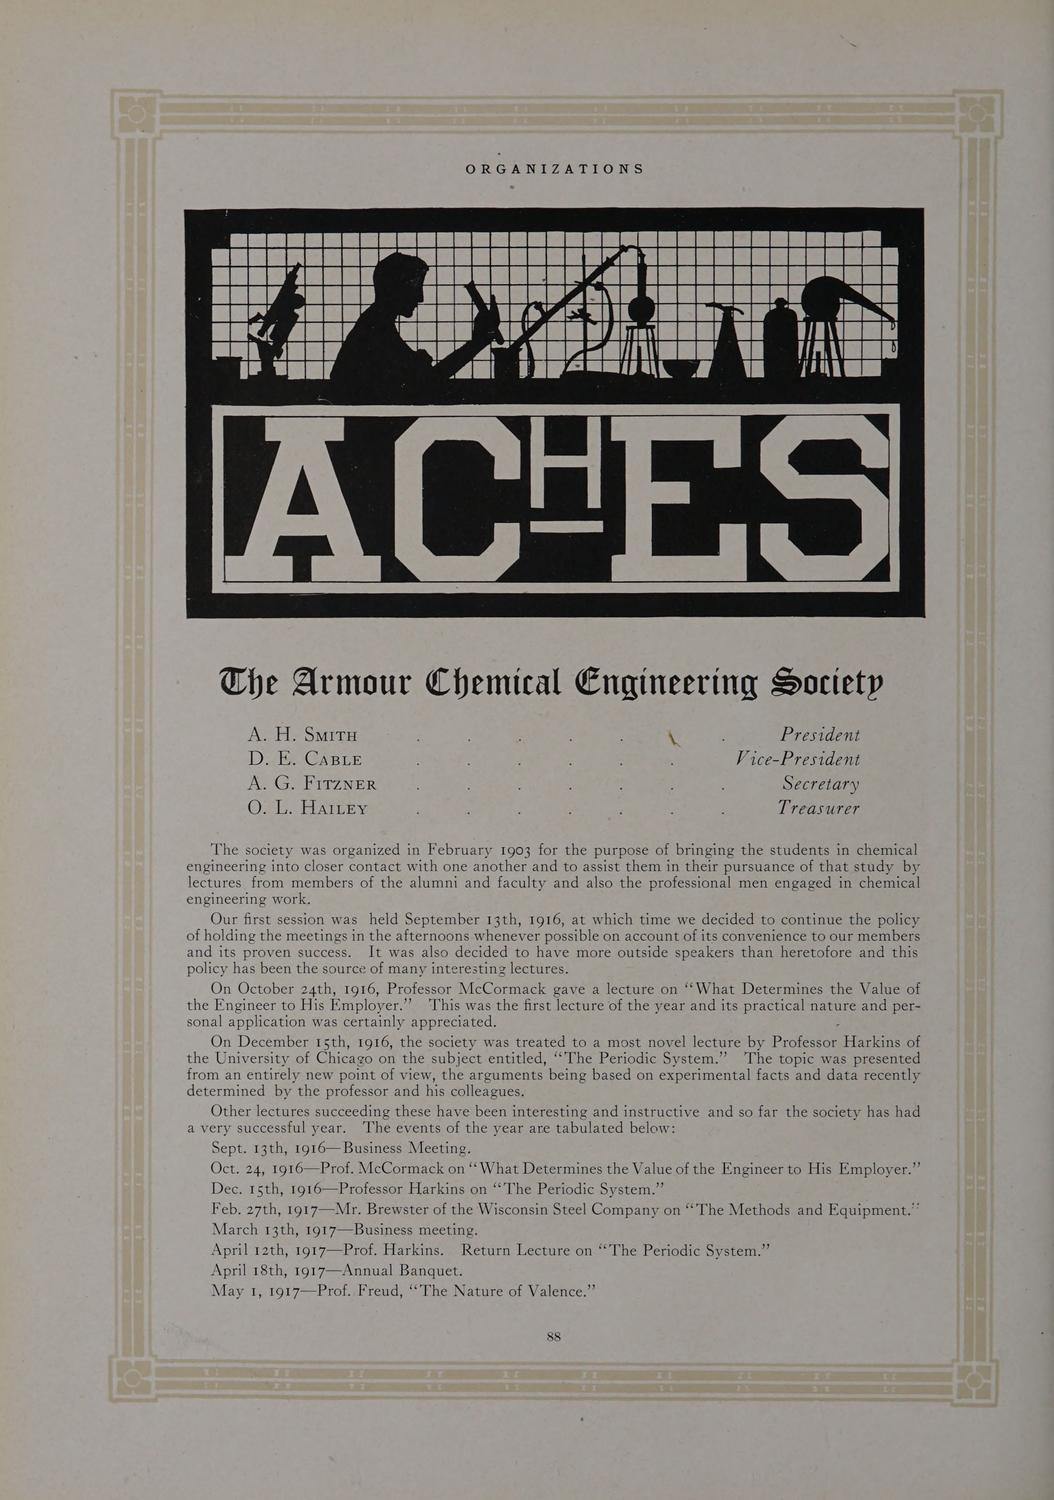 ORGANIZATIONS
ACHES
The Armour Chemical Engineering Society
A. H. SMITH . . . . . . President
D. E. CABLE . . . . . . Vice-President
A. G. FITZNER . . . . . . . Secretary
O. L. HAILEY . . . . . . . Treasurer
The society was organized in February 1903 for the purpose of bringing the students in chemical
engineering into closer contact with one another and to assist them in their pursuance of that study by
lectures from members of the alumni and faculty and also the professional men engaged in chemical
engineering work.
Our first session was held September 13th, 1916, at which time we decided to continue the policy
of holding the meetings in the afternoons whenever possible on account of its convenience to our members
and its proven success. It was also decided to have more outside speakers than heretofore and this
policy has been the source of many interesting lectures.
On October 24th, 1916, Professor McCormack gave a lecture on “What Determines the Value of
the Engineer to His Employer.” This was the first lecture of the year and its practical nature and per-
sonal application was certainly appreciated.
On December 15th, 1916, the society was treated to a most novel lecture by Professor Harkins of
the University of Chicago on the subject entitled, “The Periodic System.” The topic was presented
from an entirely new point of view, the arguments being based on experimental facts and data recently
determined by the professor and his colleagues.
Other lectures succeeding these have been interesting and instructive and so far the society has had
a very successful year. The events of the year are tabulated below:
Sept. 13th, 1916—Business Meeting.
Oct. 24, 1916—Prof. McCormack on “What Determines the Value of the Engineer to His Employer.”
Dec. 15th, 1916—Professor Harkins on “The Periodic System.”
Feb. 27th, 1917—Mr. Brewster of the Wisconsin Steel Company on “The Methods and Equipment.”
March 13th, 1917—Business meeting.
April 12th, 1917—Prof. Harkins. Return Lecture on “The Periodic System.”
April 18th, 1917—Annual Banquet.
May 1, 1917—Prof. Freud, “The Nature of Valence.”
88